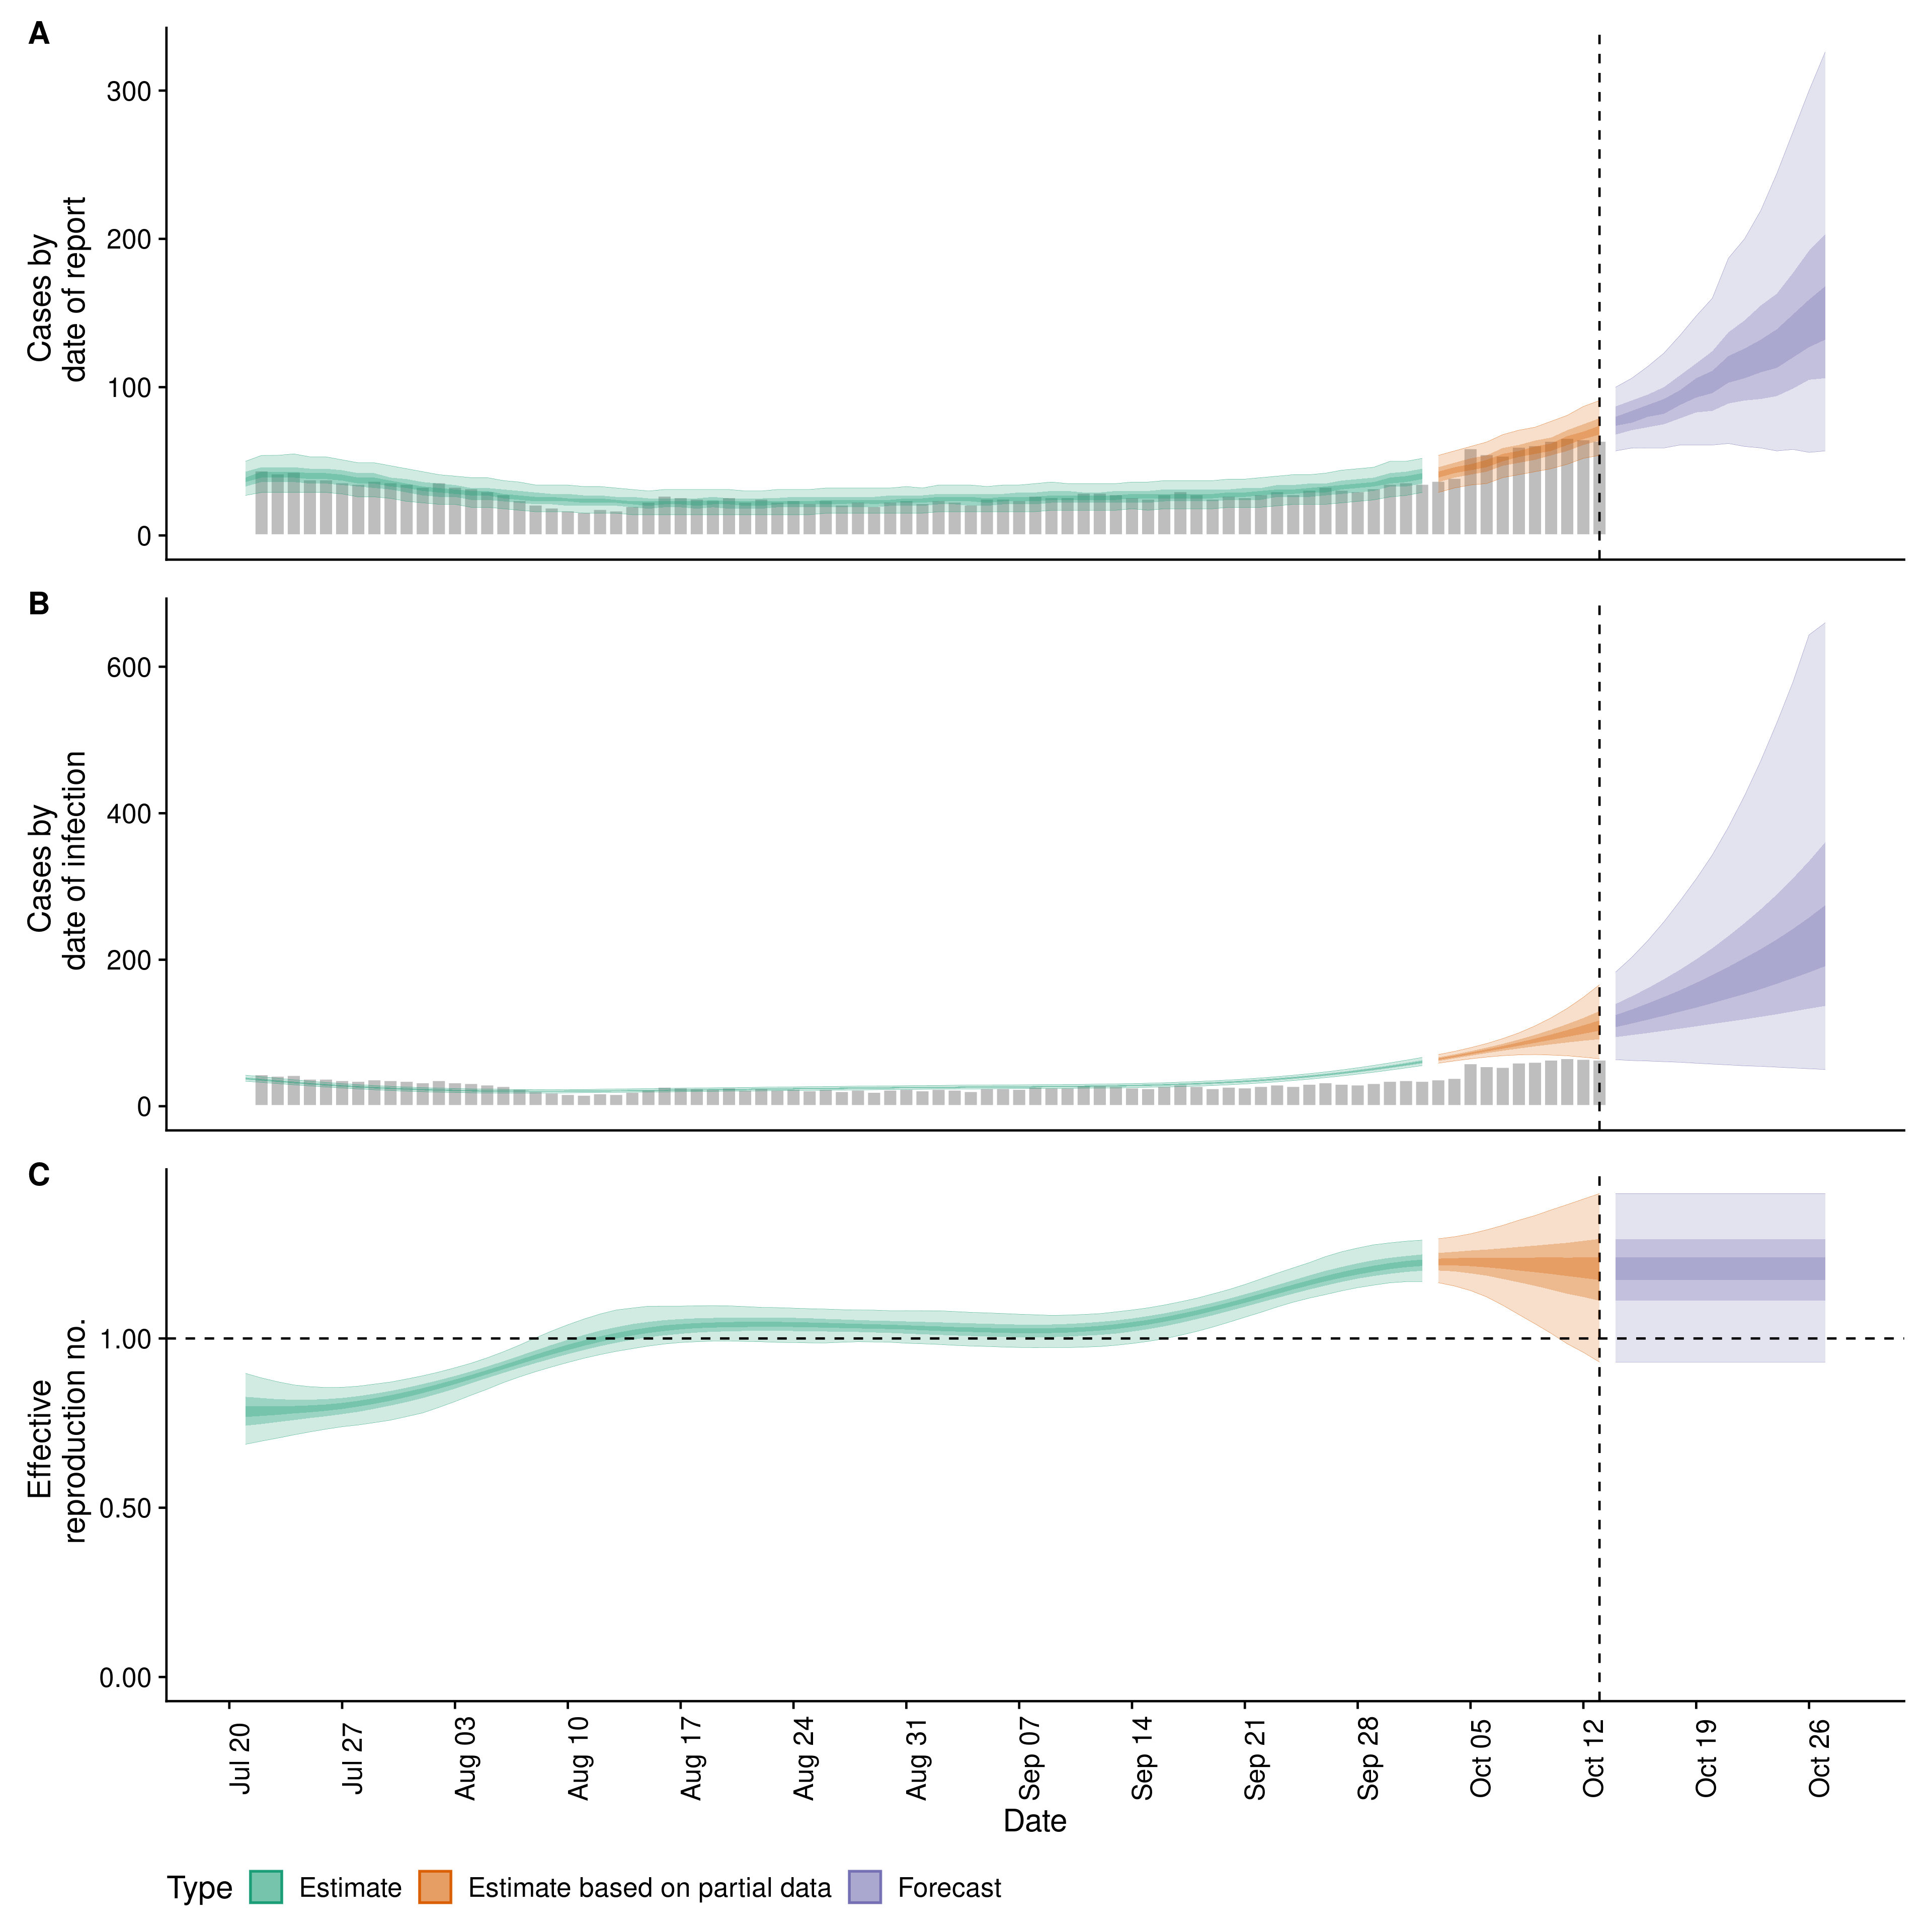 A
300
200
100
0
Cases by
date of report
B
600
400
200
0
Cases by
date of infection
C
1.00
0.50
0.00
Effective
reproduction no.
Jul 20
Jul 27
Aug 03
Aug 10
Aug 17
Aug 24
Aug 31
Sep 07
Sep 14
Sep 21
Sep 28
Oct 05
Oct 12
Oct 19
Oct 26
Date
Type Estimate Estimate based on partial data Forecast